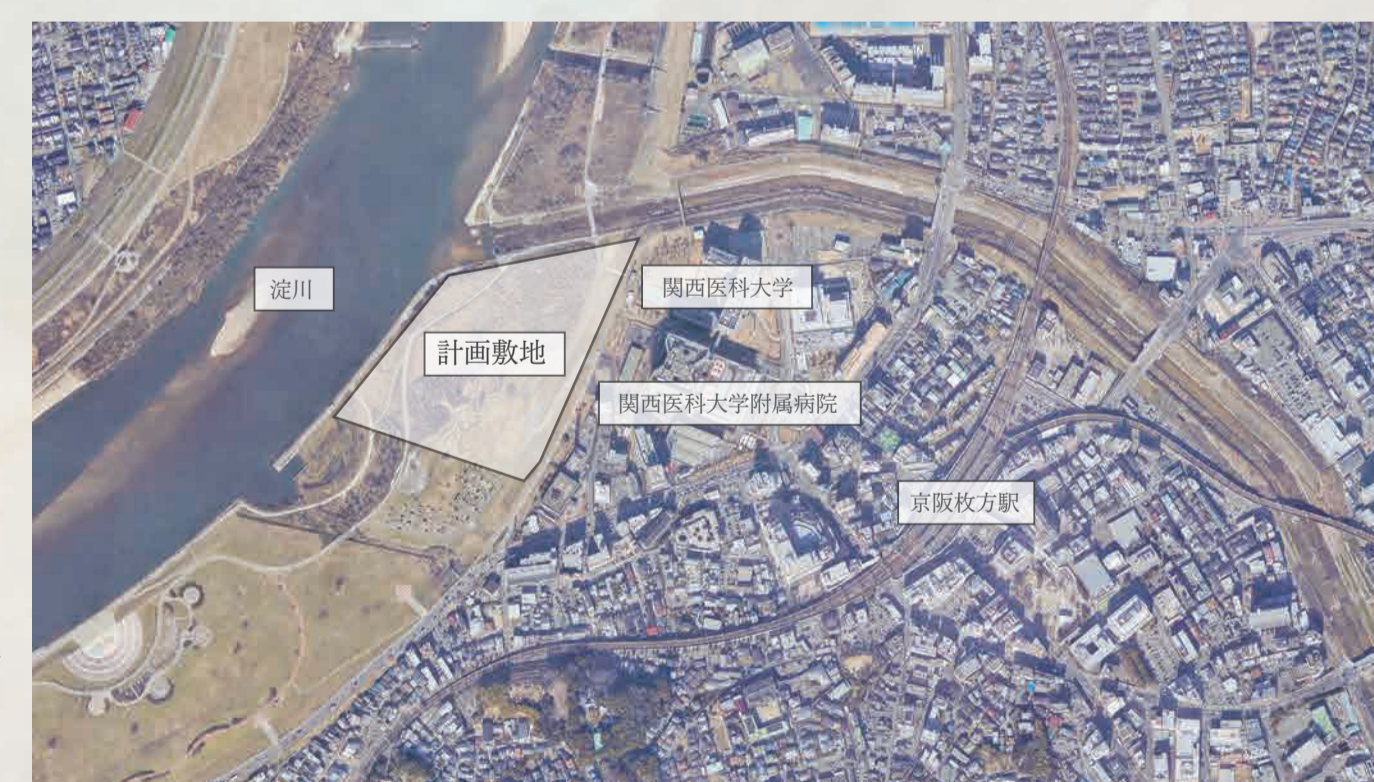 淀川
関西医科大学
計画敷地
関西医科大学附属病院
京阪枚方駅